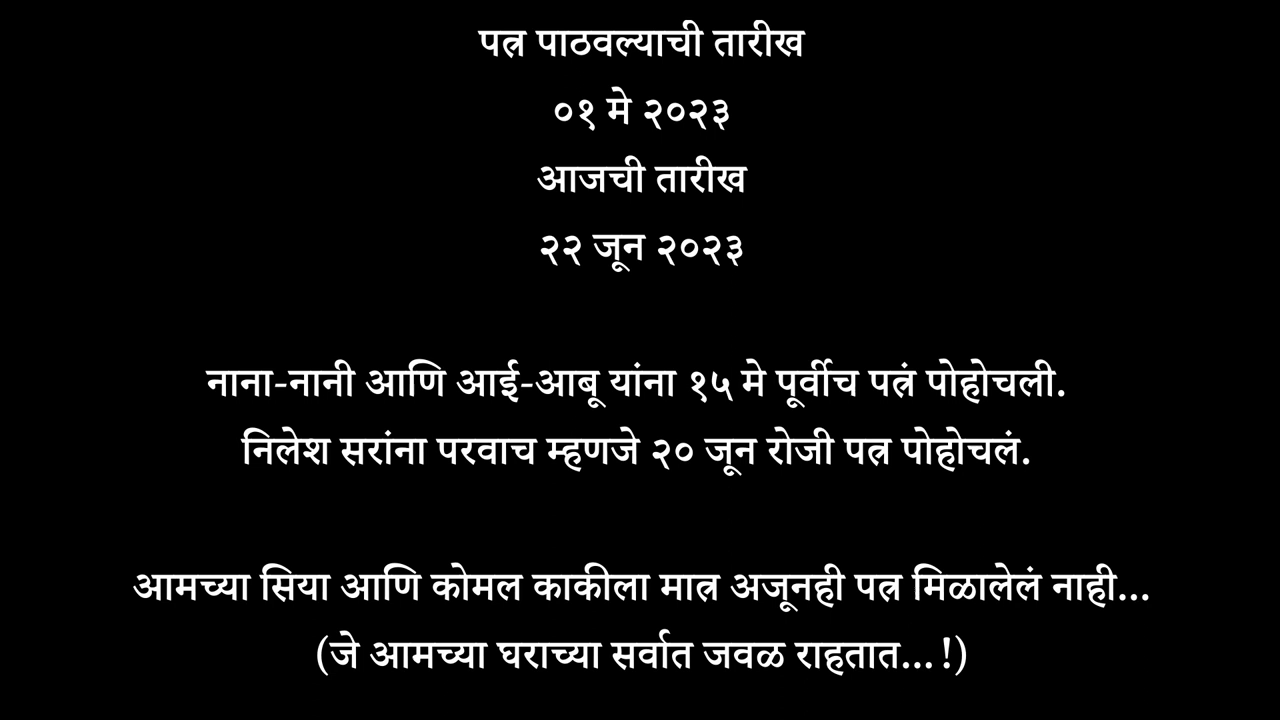 पत्र पाठवल्याची तारीख
०१ मे २०२३
आजची तारीख
२२ जून २०२३
नाना-नानी आणि आई-आबू यांना १५ मे पूर्वीच पत्रं पोहोचली.
निलेश सरांना परवाच म्हणजे २० जून रोजी पत्र पोहोचलं.
आमच्या सिया आणि कोमल काकीला मात्र अजूनही पत्र मिळालेलं नाही...
(जे आमच्या घराच्या सर्वात जवळ राहतात...!)